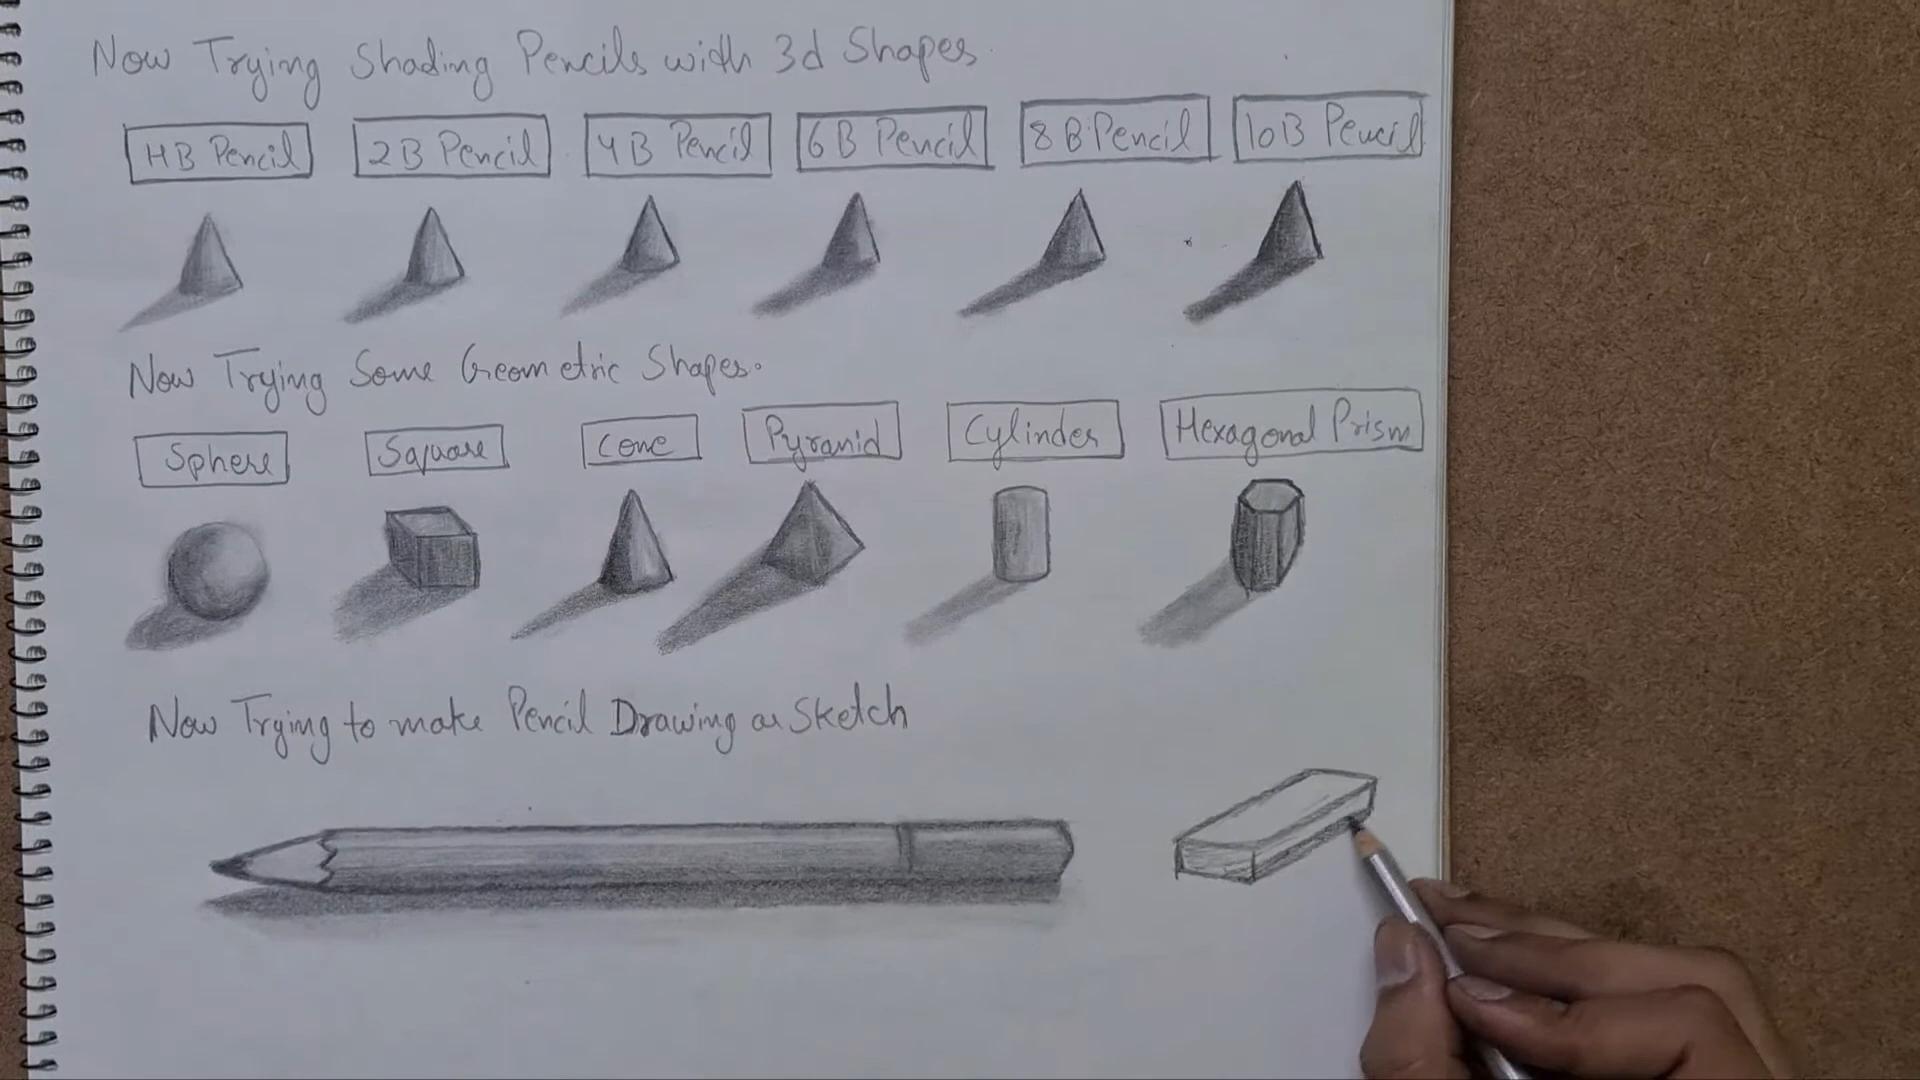 Now Trying Shading Pencils with 3d Shapes
HB Pencil 2B Pencil 4B Pencil 6B Pencil 8B Pencil 10B Pencil
Now Trying Some Geometric Shapes.
Sphere Square Cone Pyramid Cylinder Hexagonal Prism
Now Trying to make Pencil Drawing or Sketch